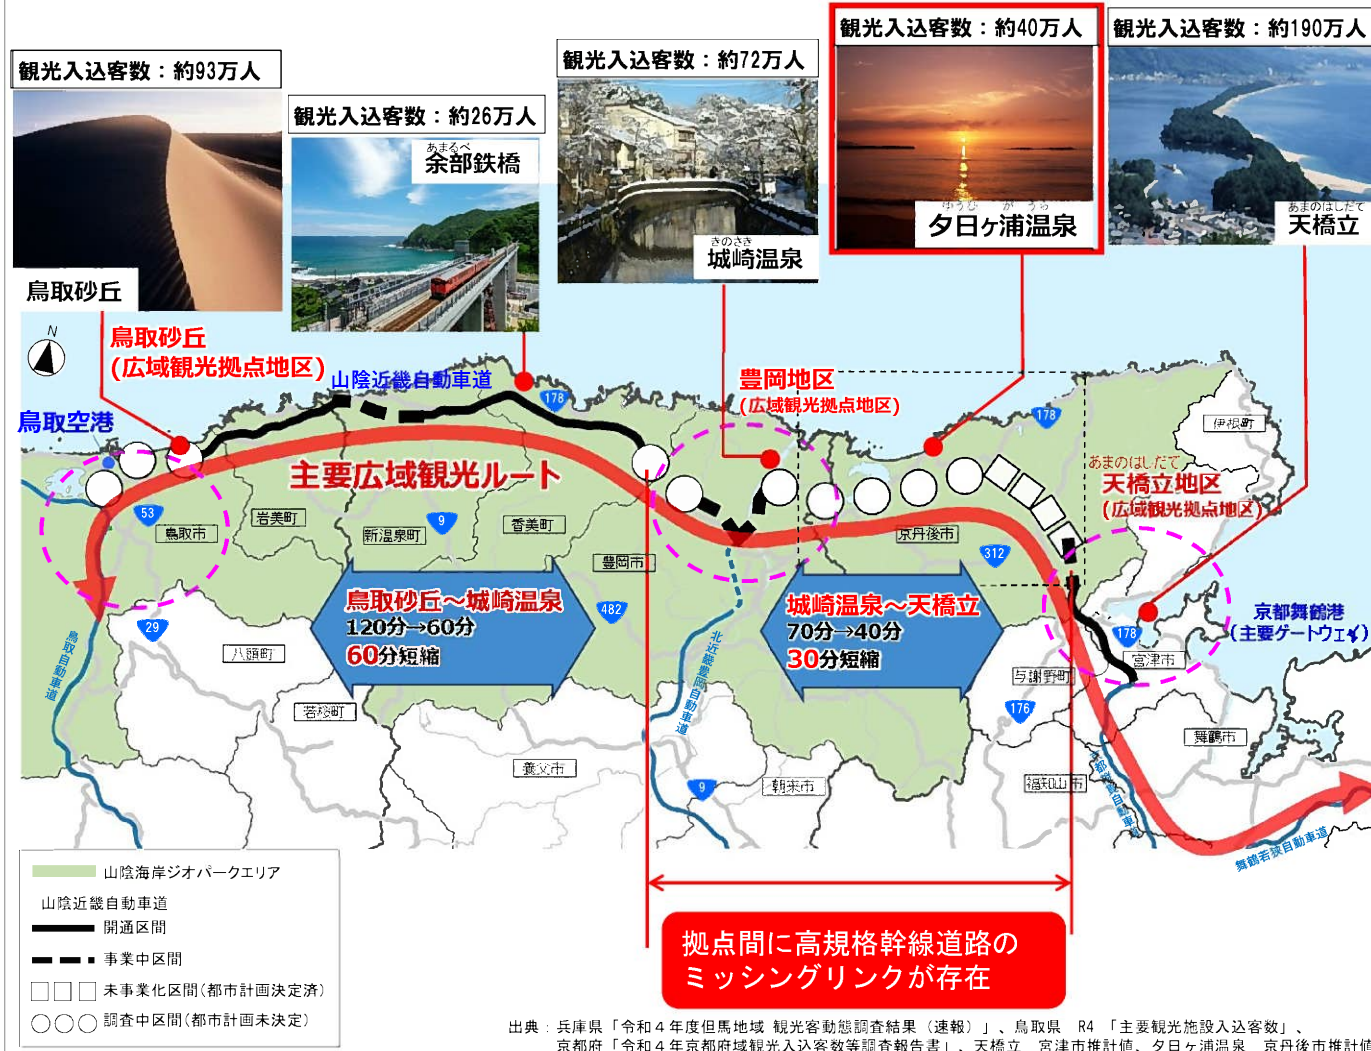 観光入込客数：約93万人
鳥取砂丘
観光入込客数：約26万人
あまるべ
余部鉄橋
観光入込客数：約72万人
きのさき
城崎温泉
観光入込客数：約40万人
ゆうひ が うら
夕日ヶ浦温泉
観光入込客数：約190万人
あまのはしだて
天橋立
N
鳥取砂丘
(広域観光拠点地区)
山陰近畿自動車道
178
豊岡地区
(広域観光拠点地区)
178
伊根町
鳥取空港
主要広域観光ルート
あまのはしだて
天橋立地区
(広域観光拠点地区)
53
鳥取市
岩美町
新温泉町
9
香美町
豊岡市
京丹後市
312
鳥取砂丘～城崎温泉
120分→60分
60分短縮
482
城崎温泉～天橋立
70分→40分
30分短縮
178
宮津市
京都舞鶴港
(主要ゲートウェイ)
29
八頭町
若桜町
鳥取自動車道
北近畿豊岡自動車道
与謝野町
176
舞鶴市
養父市
9
朝来市
福知山市
京都縦貫自動車道
舞鶴若狭自動車道
山陰海岸ジオパークエリア
山陰近畿自動車道
開通区間
事業中区間
未事業化区間(都市計画決定済)
調査中区間(都市計画未決定)
拠点間に高規格幹線道路の
ミッシングリンクが存在
出典：兵庫県「令和４年度但馬地域 観光客動態調査結果（速報）」、鳥取県 R4 「主要観光施設入込客数」、
京都府「令和４年京都府域観光入込客数等調査報告書」、天橋立 宮津市推計値、夕日ヶ浦温泉 京丹後市推計値